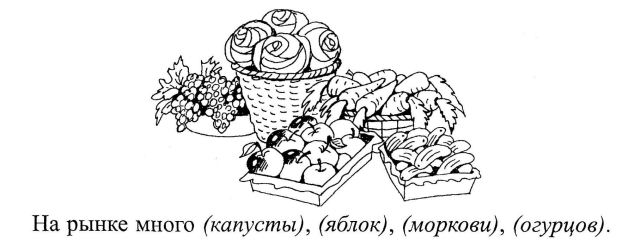 На рынке много (капусты), (яблок), (моркови), (огурцов).